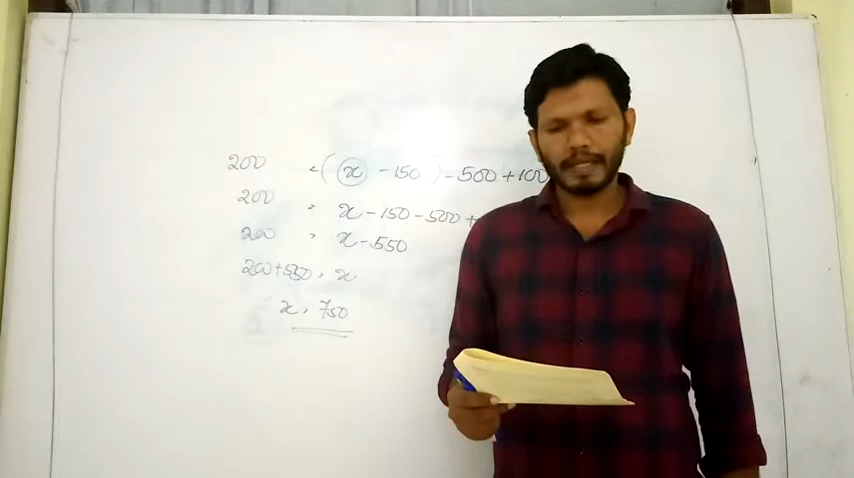 200 = (x - 150) - 500 + 100
200 = x - 150 - 500 +
200 = x - 550
200 + 550 = x
x = 750